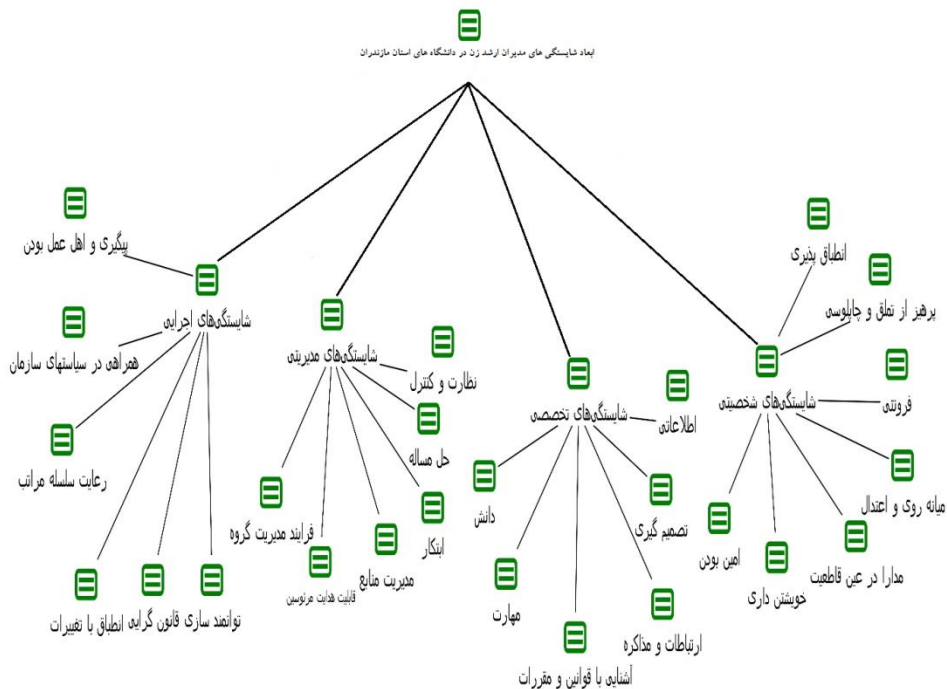 ابعاد شایستگی های مدیران ارشد زن در دانشگاه های استان مازندران
شایستگی‌های شخصیتی
انطباق پذیری
پرهیز از تملق و چاپلوسی
فروتنی
میانه روی و اعتدال
مدارا در عین قاطعیت
خویشتن داری
امین بودن
شایستگی‌های تخصصی
اطلاعاتی
تصمیم گیری
ارتباطات و مذاکره
آشنایی با قوانین و مقررات
مهارت
دانش
شایستگی‌های مدیریتی
نظارت و کنترل
حل مساله
ابتکار
مدیریت منابع
قابلیت هدایت مرئوسین
فرایند مدیریت گروه
شایستگی‌های اجرایی
پیگیری و اهل عمل بودن
همراهی در سیاستهای سازمان
رعایت سلسله مراتب
انطباق با تغییرات
قانون گرایی
توانمند سازی